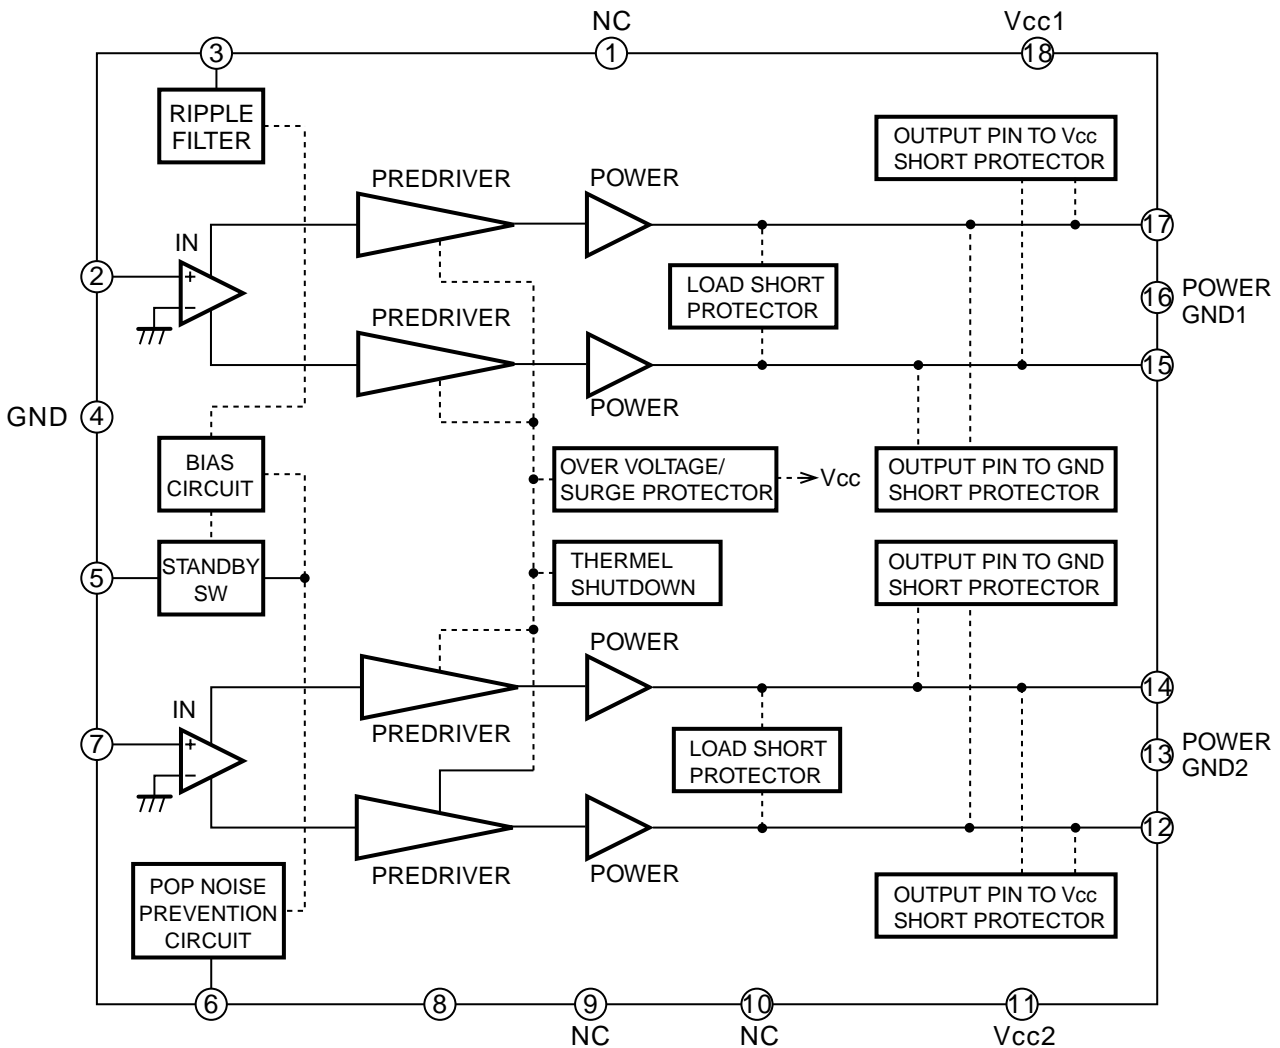 NC
Vcc1
3
1
18
RIPPLE
FILTER
OUTPUT PIN TO Vcc
SHORT PROTECTOR
PREDRIVER
POWER
17
IN
2
+
−
LOAD SHORT
PROTECTOR
16
POWER
GND1
PREDRIVER
15
POWER
GND
4
BIAS
CIRCUIT
OVER VOLTAGE/
SURGE PROTECTOR
Vcc
OUTPUT PIN TO GND
SHORT PROTECTOR
5
STANDBY
SW
THERMEL
SHUTDOWN
OUTPUT PIN TO GND
SHORT PROTECTOR
POWER
14
IN
PREDRIVER
7
+
−
LOAD SHORT
PROTECTOR
13
POWER
GND2
12
PREDRIVER
POWER
POP NOISE
PREVENTION
CIRCUIT
OUTPUT PIN TO Vcc
SHORT PROTECTOR
6
8
9
10
11
NC
NC
Vcc2